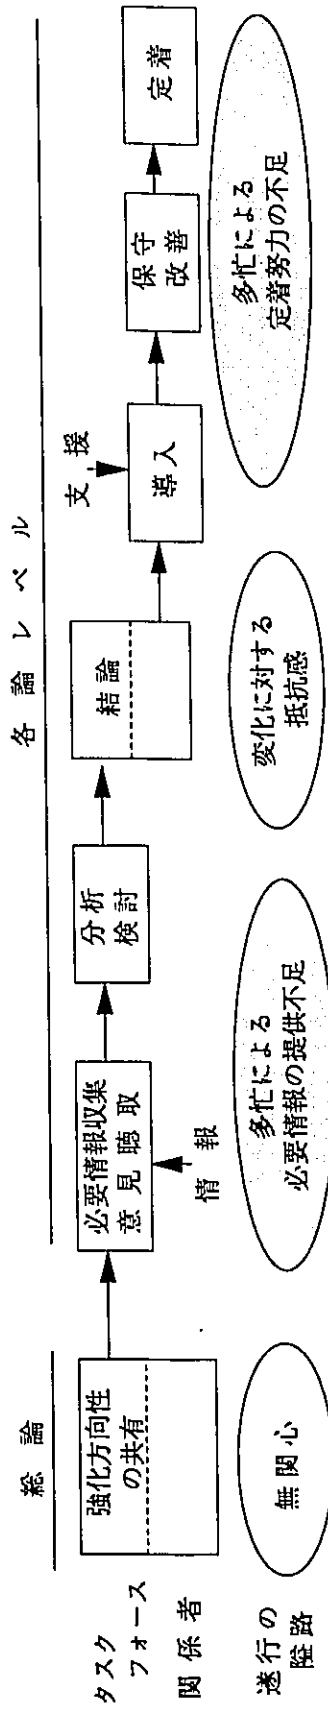 総論
各論レベル
タスク
フォース
関係者
強化方向性
の共有
必要情報収集
意見聴取
情報
分析
検討
結論
支援
導入
保守
改善
定着
遂行の
隘路
無関心
多忙による
必要情報の提供不足
変化に対する
抵抗感
多忙による
定着努力の不足